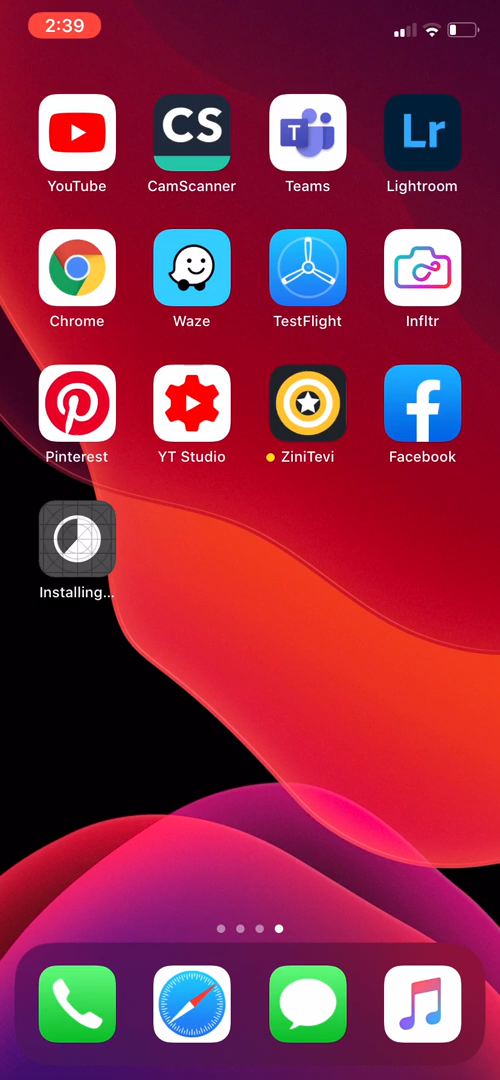 2:39
YouTube
CS
CamScanner
T
Teams
Lr
Lightroom
Chrome
Waze
TestFlight
Infltr
Pinterest
YT Studio
ZiniTevi
Facebook
Installing...